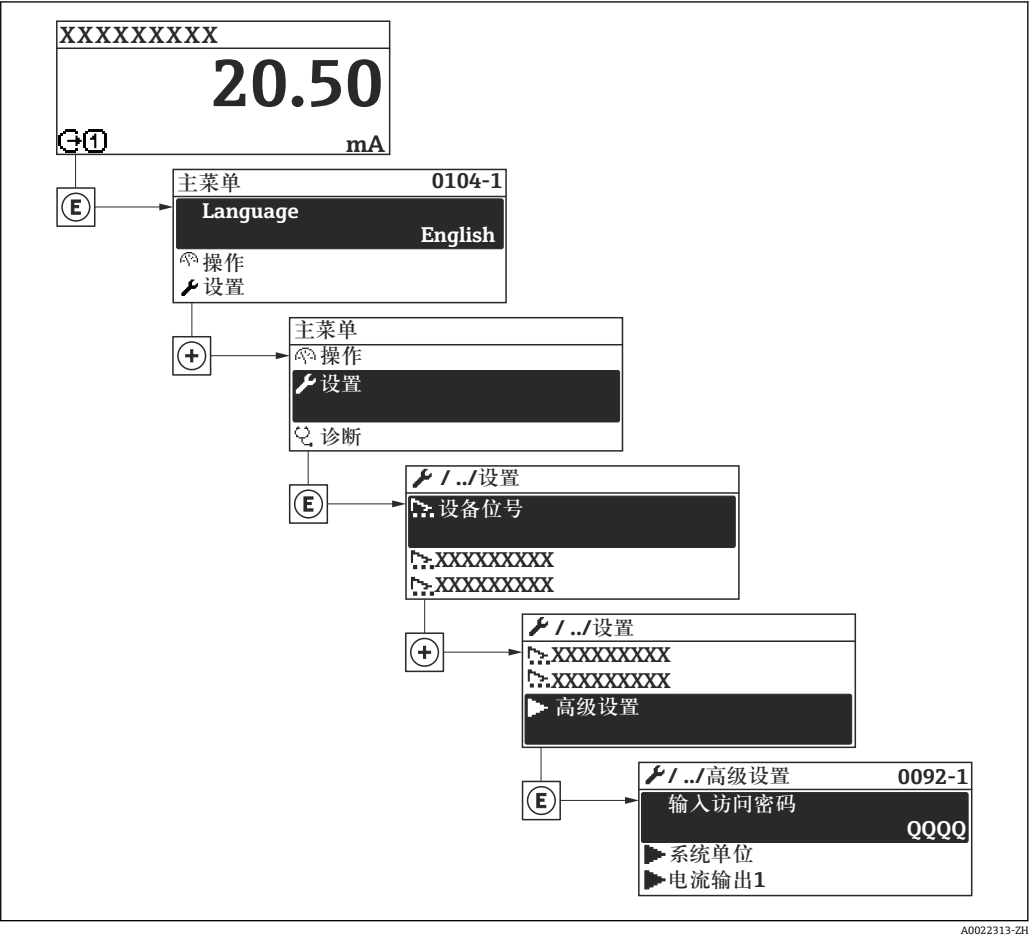 XXXXXXXXX
20.50
1
mA
E
主菜单 0104-1
Language
English
操作
设置
+
主菜单
操作
设置
诊断
E
/ ../设置
设备位号
XXXXXXXXX
XXXXXXXXX
+
/ ../设置
XXXXXXXXX
XXXXXXXXX
高级设置
E
/ ../高级设置 0092-1
输入访问密码
QQQQ
系统单位
电流输出1
A0022313-ZH